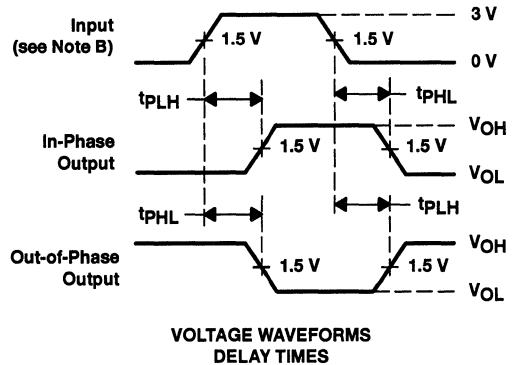 Input
(see Note B)
1.5 V
1.5 V
3 V
0 V
tPLH
tPHL
In-Phase
Output
1.5 V
1.5 V
VOH
VOL
tPHL
tPLH
Out-of-Phase
Output
1.5 V
1.5 V
VOH
VOL
VOLTAGE WAVEFORMS
DELAY TIMES